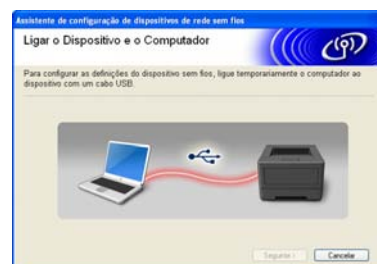 Assistente de configuração de dispositivos de rede sem fios
Ligar o Dispositivo e o Computador
Para configurar as definições do dispositivo sem fios, ligue temporariamente o computador ao
dispositivo com um cabo USB.
Seguinte >
Cancelar